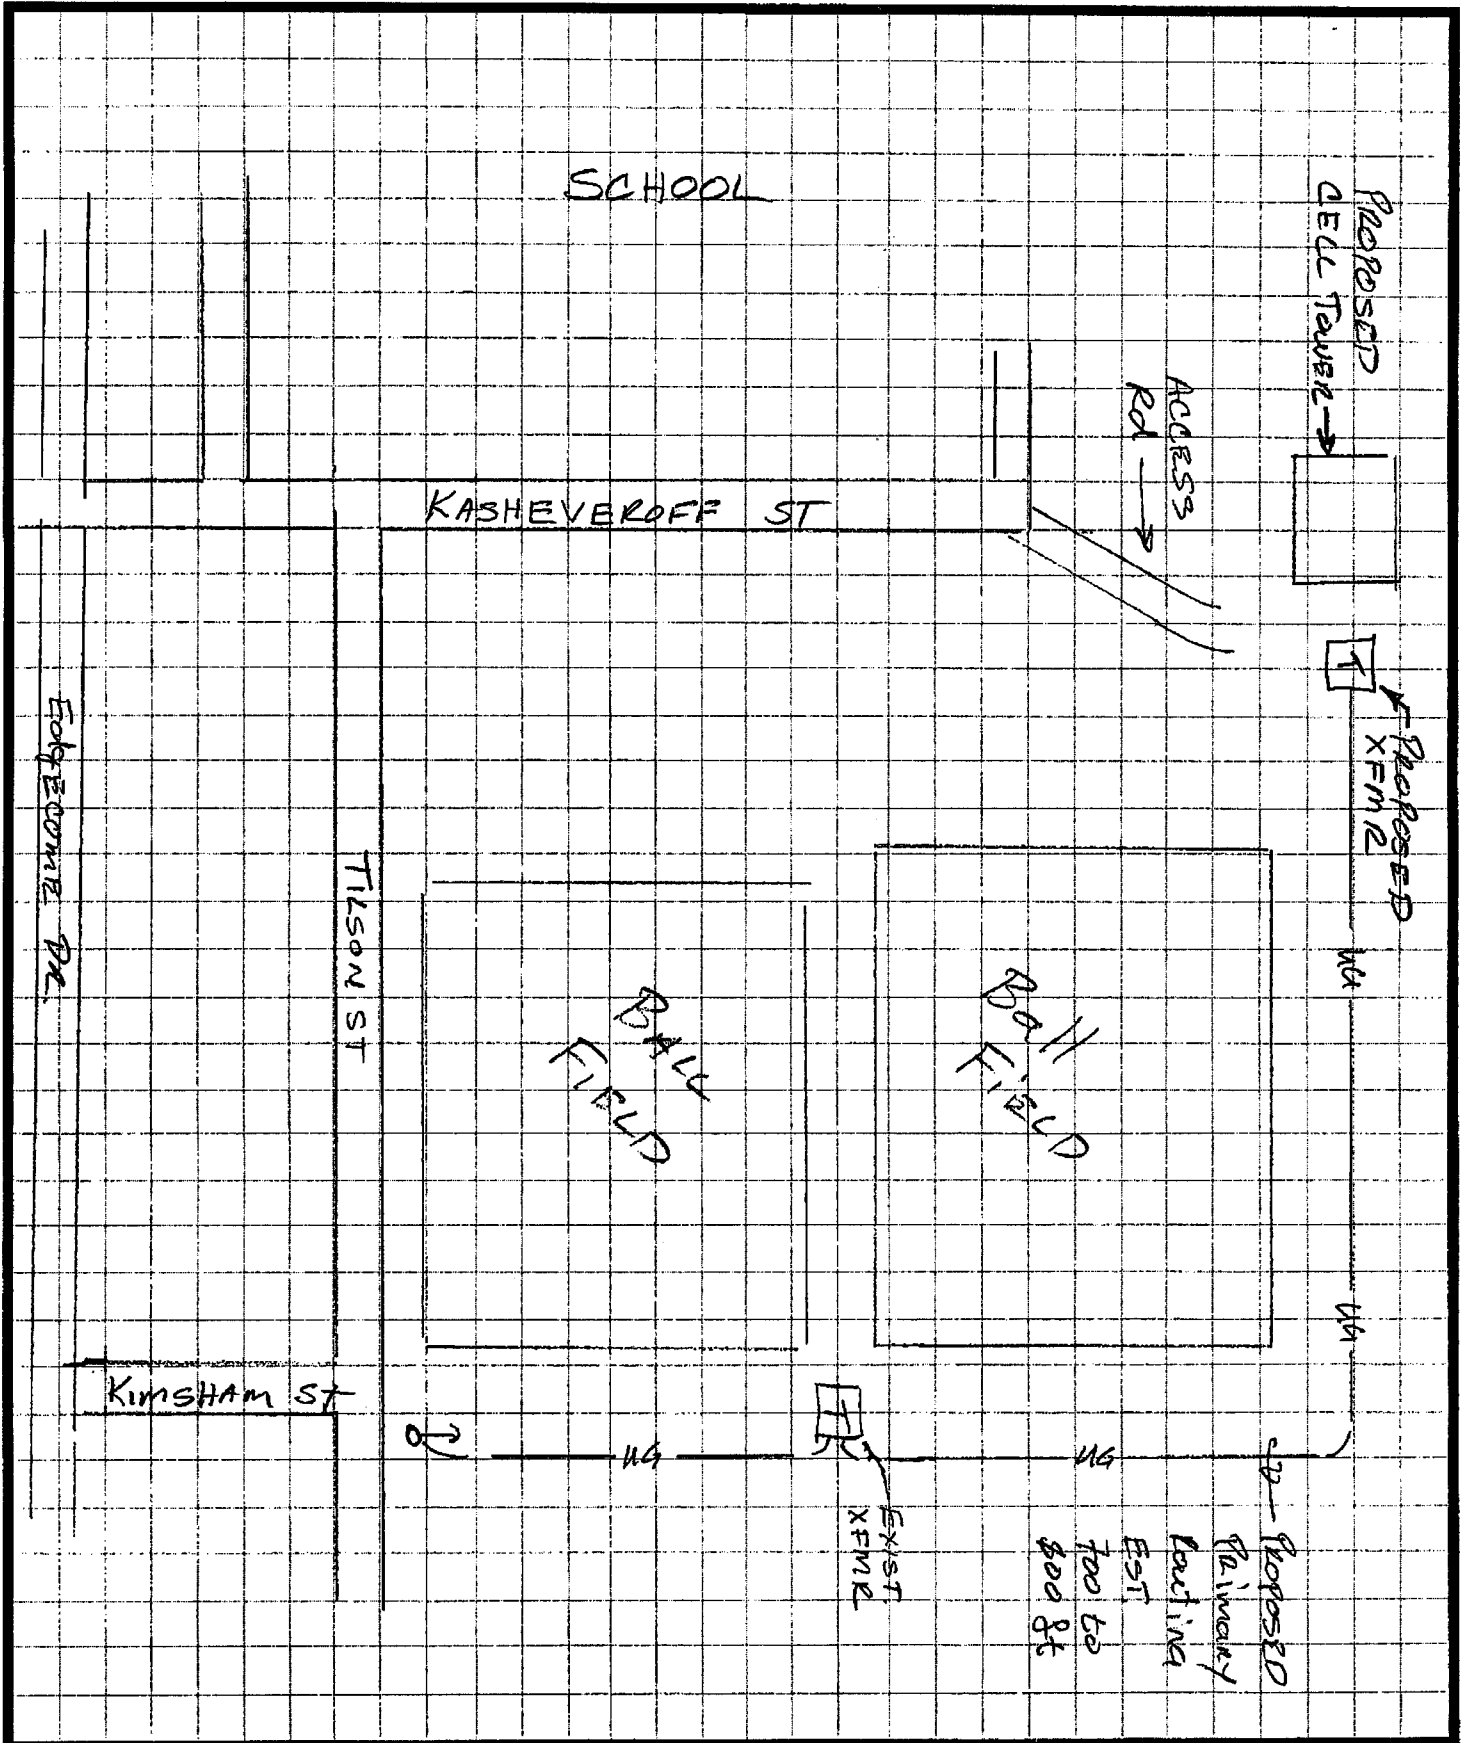 SCHOOL
PROPOSED
CELL TOWER
ACCESS
Rd
KASHEVEROFF ST
T
PROPOSED
XFMR
EdgECOMBE DR.
TILSON ST
BALL
FIELD
Ball
FiELD
UG
UG
KIMSHAM ST
T
UG
UG
EXIST.
XFMR
PROPOSED
PRIMARY
Routing
EST
700 to
800 ft